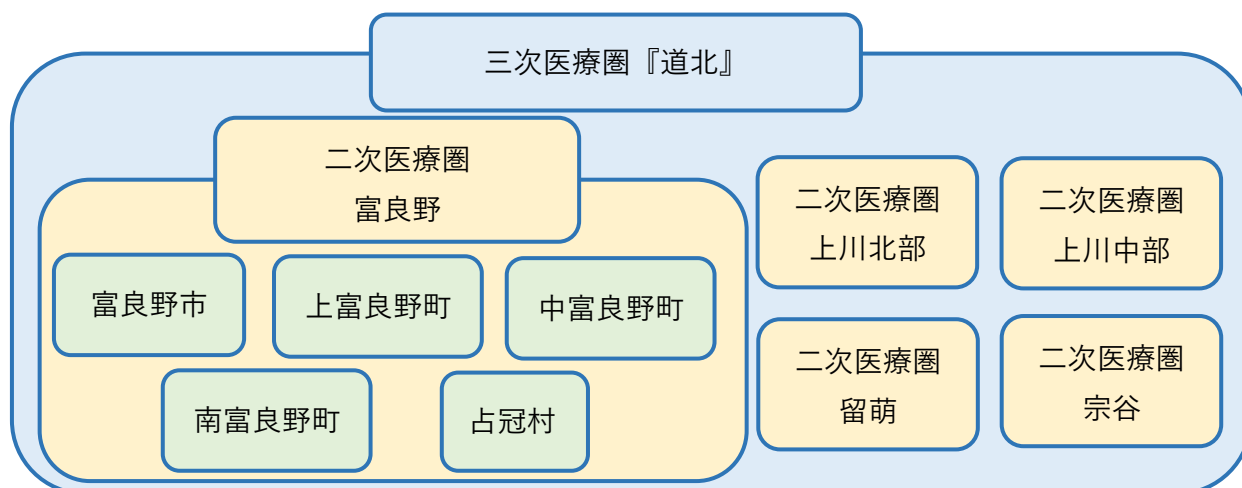 三次医療圏『道北』
二次医療圏
富良野
富良野市
上富良野町
中富良野町
南富良野町
占冠村
二次医療圏
上川北部
二次医療圏
上川中部
二次医療圏
留萌
二次医療圏
宗谷